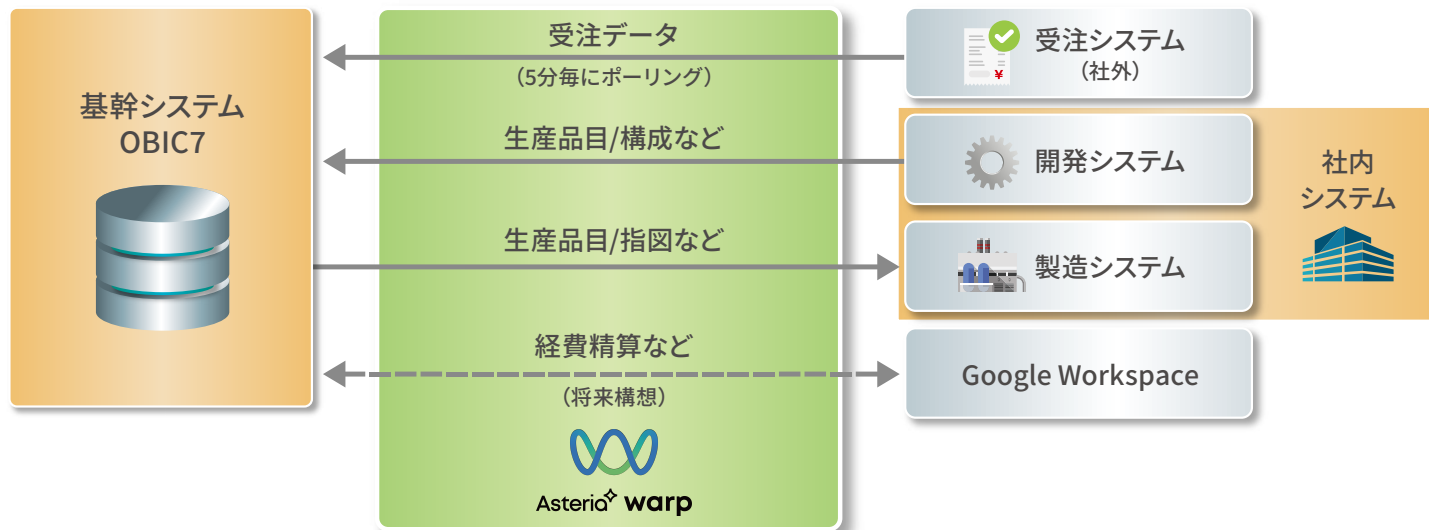 基幹システム
OBIC7
受注データ
（5分毎にポーリング）
生産品目/構成など
生産品目/指図など
経費精算など
（将来構想）
Asteria warp
受注システム
（社外）
¥
開発システム
製造システム
社内
システム
Google Workspace